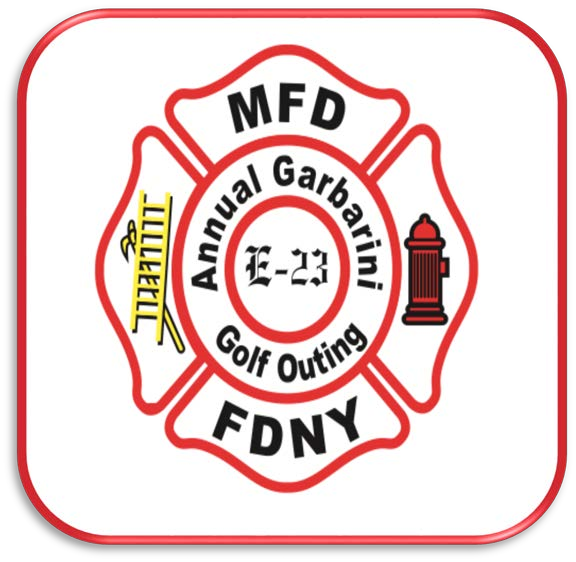 MFD
Annual Garbarini
E-23
Golf Outing
FDNY